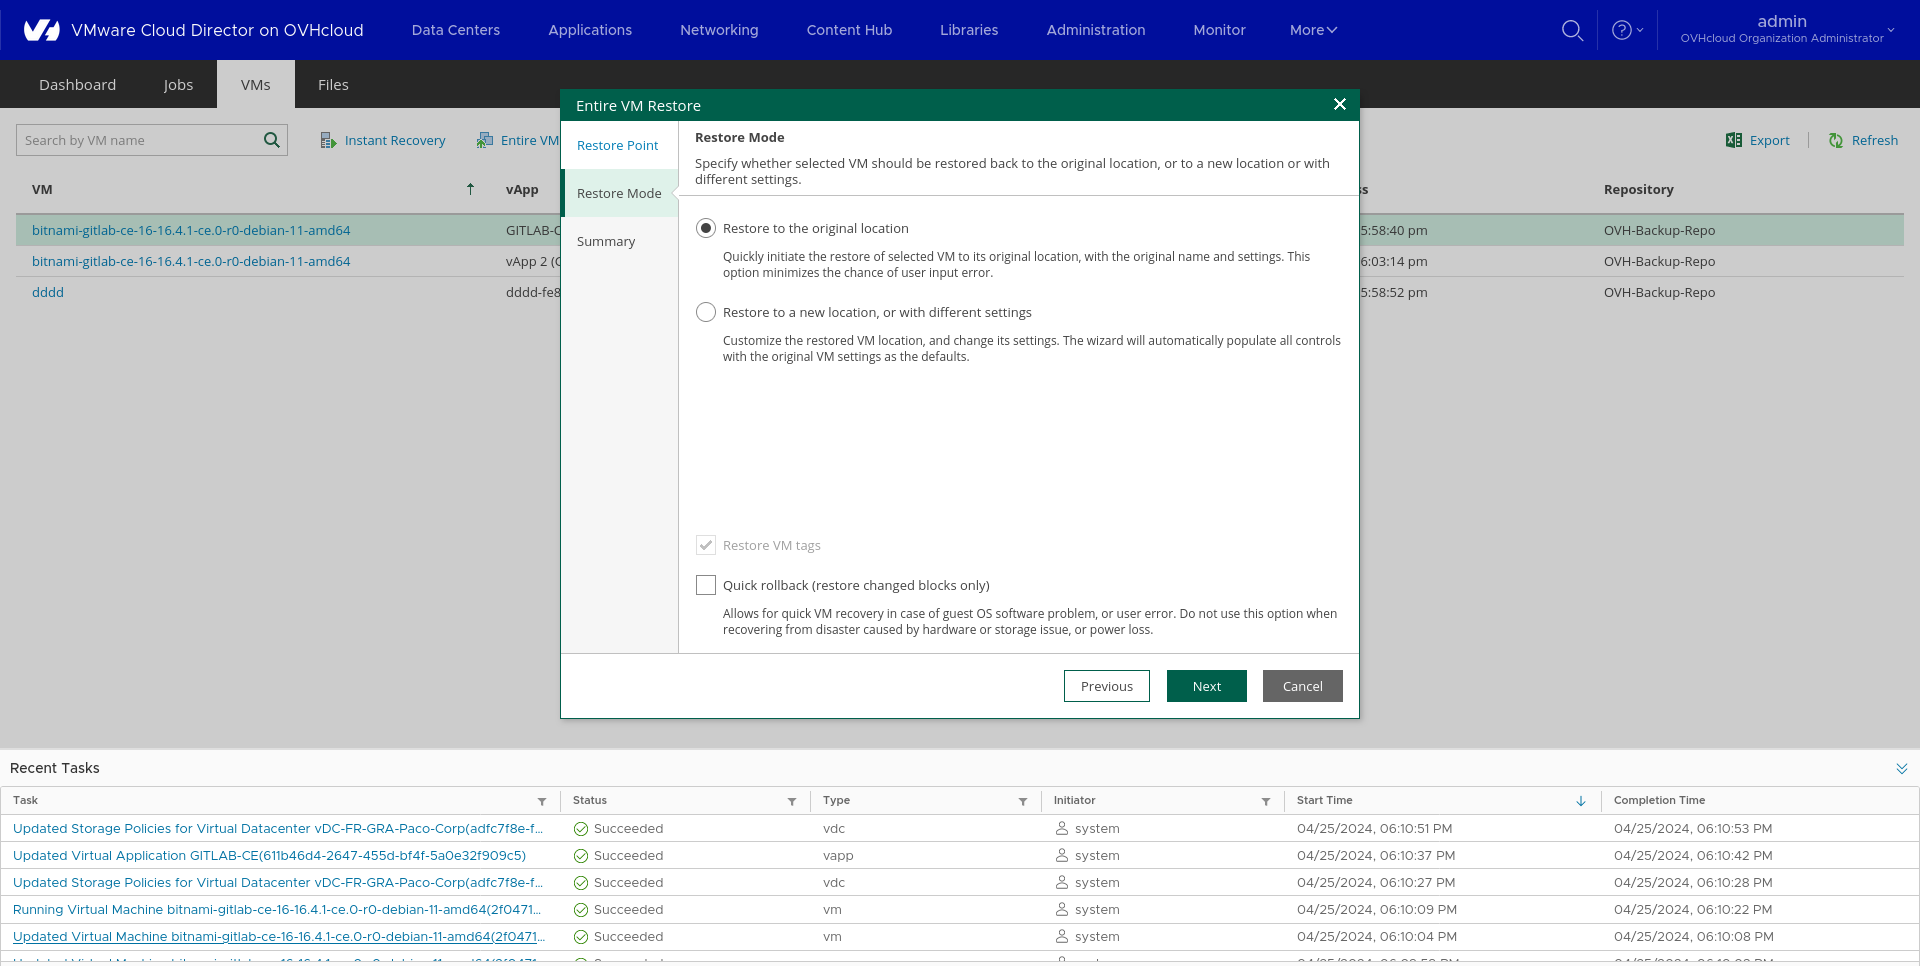 VMware Cloud Director on OVHcloud
Data Centers
Applications
Networking
Content Hub
Libraries
Administration
Monitor
More
admin
OVHcloud Organization Administrator
Dashboard
Jobs
VMs
Files
Search by VM name
Instant Recovery
Entire VM
Export
Refresh
VM
vApp
Repository
bitnami-gitlab-ce-16-16.4.1-ce.0-r0-debian-11-amd64
GITLAB-C
5:58:40 pm
OVH-Backup-Repo
bitnami-gitlab-ce-16-16.4.1-ce.0-r0-debian-11-amd64
vApp 2 (
6:03:14 pm
OVH-Backup-Repo
dddd
dddd-fe8
5:58:52 pm
OVH-Backup-Repo
Entire VM Restore
Restore Point
Restore Mode
Summary
Restore Mode
Specify whether selected VM should be restored back to the original location, or to a new location or with
different settings.
Restore to the original location
Quickly initiate the restore of selected VM to its original location, with the original name and settings. This
option minimizes the chance of user input error.
Restore to a new location, or with different settings
Customize the restored VM location, and change its settings. The wizard will automatically populate all controls
with the original VM settings as the defaults.
Restore VM tags
Quick rollback (restore changed blocks only)
Allows for quick VM recovery in case of guest OS software problem, or user error. Do not use this option when
recovering from disaster caused by hardware or storage issue, or power loss.
Previous
Next
Cancel
Recent Tasks
Task
Status
Type
Initiator
Start Time
Completion Time
Updated Storage Policies for Virtual Datacenter vDC-FR-GRA-Paco-Corp(adfc7f8e-f...
Succeeded
vdc
system
04/25/2024, 06:10:51 PM
04/25/2024, 06:10:53 PM
Updated Virtual Application GITLAB-CE(611b46d4-2647-455d-bf4f-5a0e32f909c5)
Succeeded
vapp
system
04/25/2024, 06:10:37 PM
04/25/2024, 06:10:42 PM
Updated Storage Policies for Virtual Datacenter vDC-FR-GRA-Paco-Corp(adfc7f8e-f...
Succeeded
vdc
system
04/25/2024, 06:10:27 PM
04/25/2024, 06:10:28 PM
Running Virtual Machine bitnami-gitlab-ce-16-16.4.1-ce.0-r0-debian-11-amd64(2f0471...
Succeeded
vm
system
04/25/2024, 06:10:09 PM
04/25/2024, 06:10:22 PM
Updated Virtual Machine bitnami-gitlab-ce-16-16.4.1-ce.0-r0-debian-11-amd64(2f0471...
Succeeded
vm
system
04/25/2024, 06:10:04 PM
04/25/2024, 06:10:08 PM